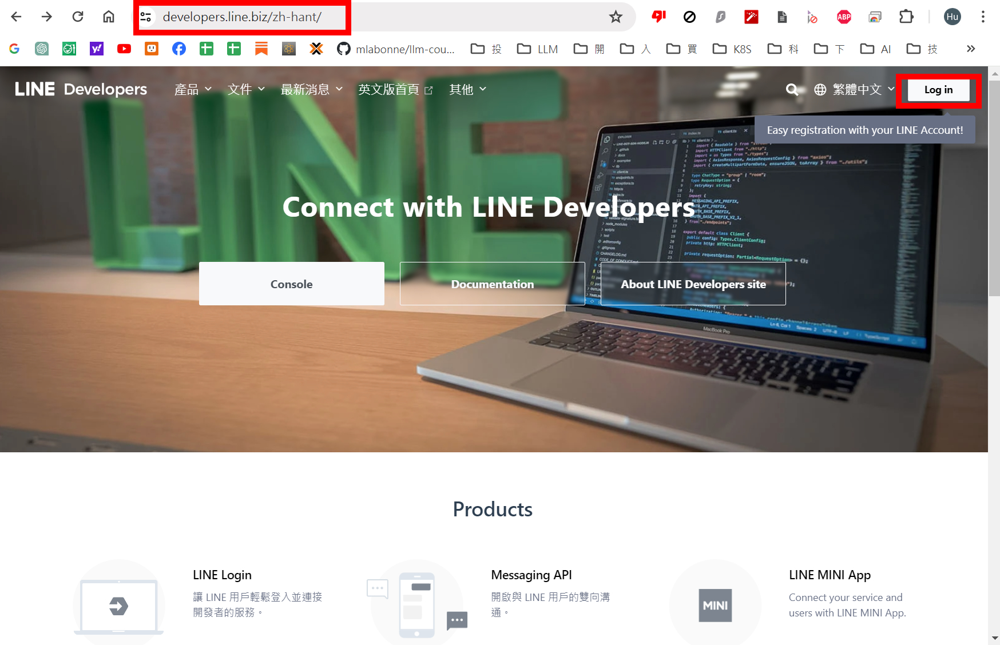 developers.line.biz/zh-hant/
Hu
mlabonne/llm-cou...
投
LLM
開
入
買
K8S
科
下
AI
技
LINE Developers
產品
文件
最新消息
英文版首頁
其他
繁體中文
Log in
Easy registration with your LINE Account!
LINE
Connect with LINE Developers
Console
Documentation
About LINE Developers site
MacBook Pro
Products
LINE Login
讓 LINE 用戶輕鬆登入並連接
開發者的服務。
Messaging API
開啟與 LINE 用戶的雙向溝
通。
MINI
LINE MINI App
Connect your service and
users with LINE MINI App.